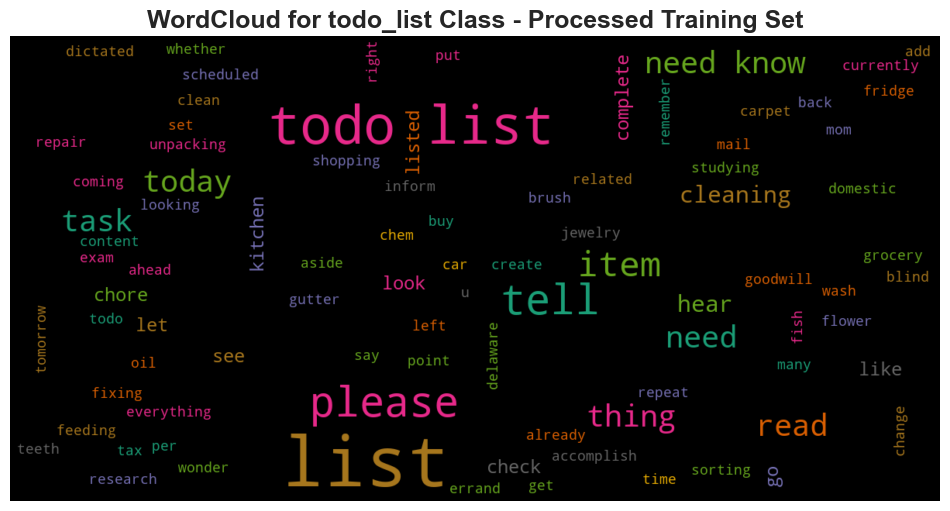 WordCloud for todo_list Class - Processed Training Set
dictated
whether
right
put
add
scheduled
complete
need know
currently
clean
remember
fridge
set
todo list
listed
carpet
back
repair
unpacking
mail
mom
shopping
studying
coming
today
inform
related
cleaning
domestic
looking
brush
task
kitchen
buy
jewelry
content
chem
exam
ahead
aside
car
create
item
grocery
chore
look
u
goodwill
blind
gutter
tell
hear
wash
todo
let
left
need
fish
flower
tomorrow
see
say
point
delaware
many
like
oil
fixing
please
repeat
everything
thing
read
change
feeding
already
teeth
tax
per
list
accomplish
wonder
check
sorting
go
research
errand
get
time